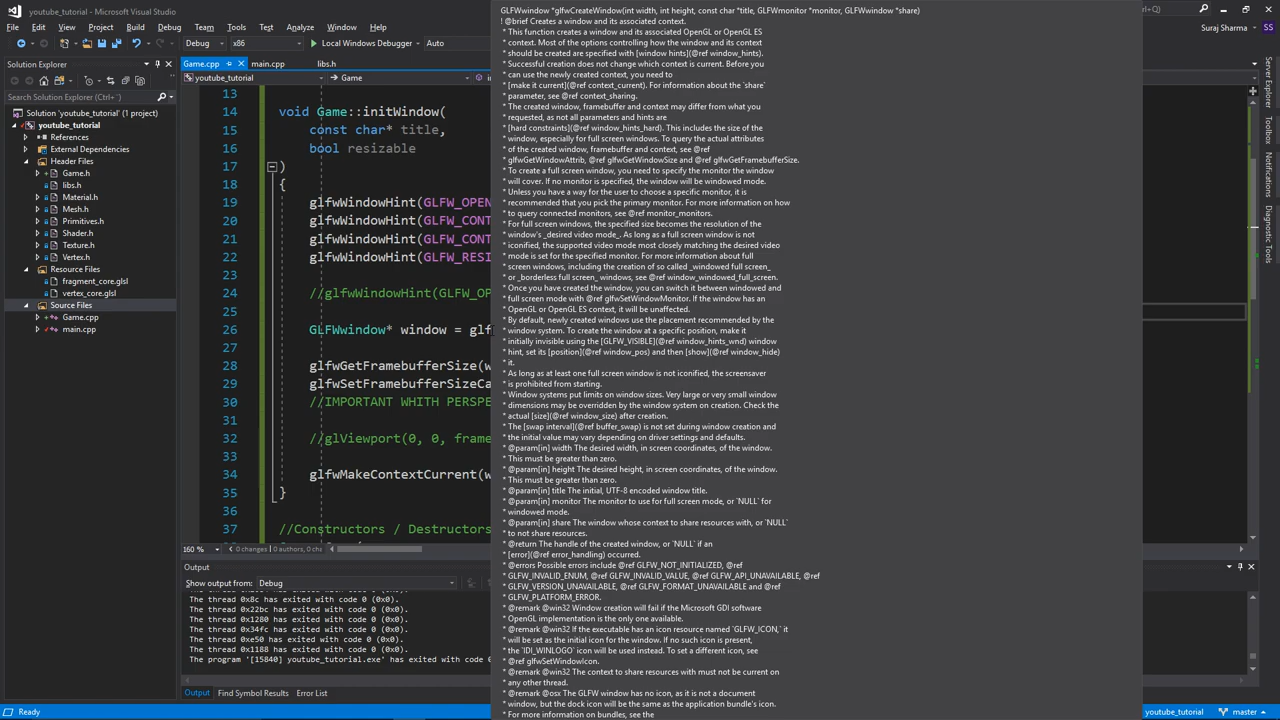 youtube_tutorial - Microsoft Visual Studio
File
Edit
View
Project
Build
Debug
Team
Tools
Test
Analyze
Suraj Sharma
SS
Debug
x86
Local Windows Debugger
Auto
Solution Explorer
Search Solution Explorer (Ctrl+;)
Solution 'youtube_tutorial' (1 project)
youtube_tutorial
References
External Dependencies
Header Files
Game.h
libs.h
Material.h
Mesh.h
Primitives.h
Shader.h
Texture.h
Vertex.h
Resource Files
fragment_core.glsl
vertex_core.glsl
Source Files
Game.cpp
main.cpp
Game.cpp
main.cpp
libs.h
youtube_tutorial
Game
13
14 void Game::initWindow(
15 const char* title,
16 bool resizable
17 )
18 {
19 glfwWindowHint(GLFW_OPEN
20 glfwWindowHint(GLFW_CONT
21 glfwWindowHint(GLFW_CONT
22 glfwWindowHint(GLFW_RESI
23
24 //glfwWindowHint(GLFW_OP
25
26 GLFWwindow* window = glf
27
28 glfwGetFramebufferSize(w
29 glfwSetFramebufferSizeCa
30 //IMPORTANT WHITH PERSPE
31
32 //glViewport(0, 0, frame
33
34 glfwMakeContextCurrent(w
35 }
36
37 //Constructors / Destructors
160 %
0 changes | 0 authors, 0 chs
Output
Show output from: Debug
The thread 0x8c has exited with code 0 (0x0).
The thread 0x22bc has exited with code 0 (0x0).
The thread 0x1280 has exited with code 0 (0x0).
The thread 0x34fc has exited with code 0 (0x0).
The thread 0xe50 has exited with code 0 (0x0).
The thread 0x1188 has exited with code 0 (0x0).
The program '[15840] youtube_tutorial.exe' has exited with code 0
Output
Find Symbol Results
Error List
GLFWwindow *glfwCreateWindow(int width, int height, const char *title, GLFWmonitor *monitor, GLFWwindow *share)
! @brief Creates a window and its associated context.
* This function creates a window and its associated OpenGL or OpenGL ES
* context. Most of the options controlling how the window and its context
* should be created are specified with [window hints](@ref window_hints).
* Successful creation does not change which context is current. Before you
* can use the newly created context, you need to
* [make it current](@ref context_current). For information about the `share`
* parameter, see @ref context_sharing.
* The created window, framebuffer and context may differ from what you
* requested, as not all parameters and hints are
* [hard constraints](@ref window_hints_hard). This includes the size of the
* window, especially for full screen windows. To query the actual attributes
* of the created window, framebuffer and context, see @ref
* glfwGetWindowAttrib, @ref glfwGetWindowSize and @ref glfwGetFramebufferSize.
* To create a full screen window, you need to specify the monitor the window
* will cover. If no monitor is specified, the window will be windowed mode.
* Unless you have a way for the user to choose a specific monitor, it is
* recommended that you pick the primary monitor. For more information on how
* to query connected monitors, see @ref monitor_monitors.
* For full screen windows, the specified size becomes the resolution of the
* window's _desired video mode_. As long as a full screen window is not
* iconified, the supported video mode most closely matching the desired video
* mode is set for the specified monitor. For more information about full
* screen windows, including the creation of so called _windowed full screen_
* or _borderless full screen_ windows, see @ref window_windowed_full_screen.
* Once you have created the window, you can switch it between windowed and
* full screen mode with @ref glfwSetWindowMonitor. If the window has an
* OpenGL or OpenGL ES context, it will be unaffected.
* By default, newly created windows use the placement recommended by the
* window system. To create the window at a specific position, make it
* initially invisible using the [GLFW_VISIBLE](@ref window_hints_wnd) window
* hint, set its [position](@ref window_pos) and then [show](@ref window_hide)
* it.
* As long as at least one full screen window is not iconified, the screensaver
* is prohibited from starting.
* Window systems put limits on window sizes. Very large or very small window
* dimensions may be overridden by the window system on creation. Check the
* actual [size](@ref window_size) after creation.
* The [swap interval](@ref buffer_swap) is not set during window creation and
* the initial value may vary depending on driver settings and defaults.
* @param[in] width The desired width, in screen coordinates, of the window.
* This must be greater than zero.
* @param[in] height The desired height, in screen coordinates, of the window.
* This must be greater than zero.
* @param[in] title The initial, UTF-8 encoded window title.
* @param[in] monitor The monitor to use for full screen mode, or `NULL` for
* windowed mode.
* @param[in] share The window whose context to share resources with, or `NULL`
* to not share resources.
* @return The handle of the created window, or `NULL` if an
* [error](@ref error_handling) occurred.
* @errors Possible errors include @ref GLFW_NOT_INITIALIZED, @ref
* GLFW_INVALID_ENUM, @ref GLFW_INVALID_VALUE, @ref GLFW_API_UNAVAILABLE, @ref
* GLFW_VERSION_UNAVAILABLE, @ref GLFW_FORMAT_UNAVAILABLE and @ref
* GLFW_PLATFORM_ERROR.
* @remark @win32 Window creation will fail if the Microsoft GDI software
* OpenGL implementation is the only one available.
* @remark @win32 If the executable has an icon resource named `GLFW_ICON,` it
* will be set as the initial icon for the window. If no such icon is present,
* the `IDI_WINLOGO` icon will be used instead. To set a different icon, see
* @ref glfwSetWindowIcon.
* @remark @win32 The context to share resources with must not be current on
* any other thread.
* @remark @osx The GLFW window has no icon, as it is not a document
* window, but the dock icon will be the same as the application bundle's icon.
* For more information on bundles, see the
Server Explorer
Toolbox
Diagnostic Tools
youtube_tutorial
master